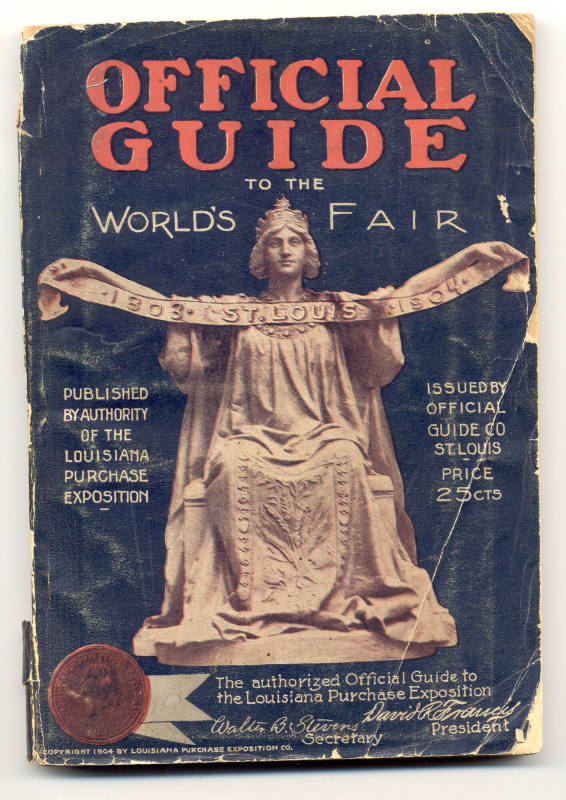 OFFICIAL
GUIDE
TO THE
WORLD'S FAIR
·1803· ST. LOUIS ·1904·
PUBLISHED
BY AUTHORITY
OF THE
LOUISIANA
PURCHASE
EXPOSITION
ISSUED BY
OFFICIAL
GUIDE CO
ST. LOUIS
PRICE
25 CTS
The authorized Official Guide to
the Louisiana Purchase Exposition
Walter B. Stevens
Secretary
David R Francis
President
COPYRIGHT 1904 BY LOUISIANA PURCHASE EXPOSITION CO.